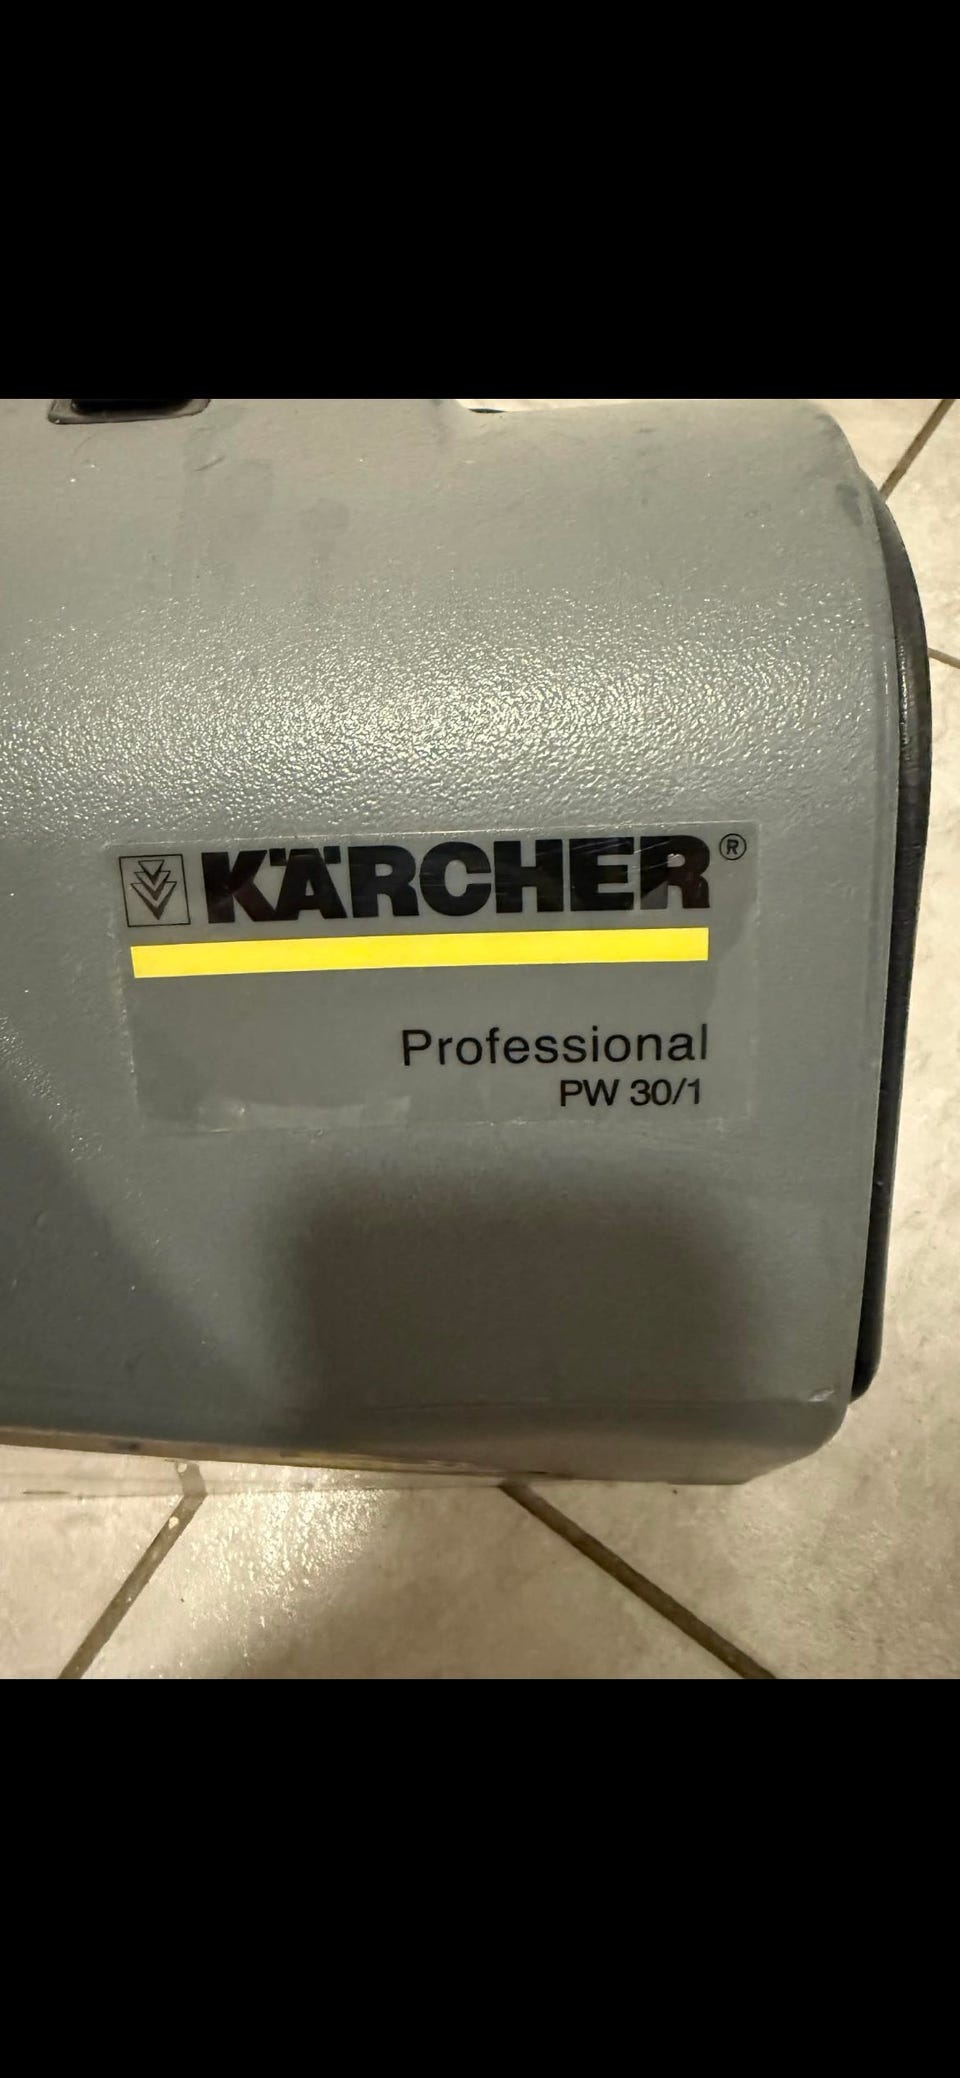 KÄRCHER®
Professional
PW 30/1